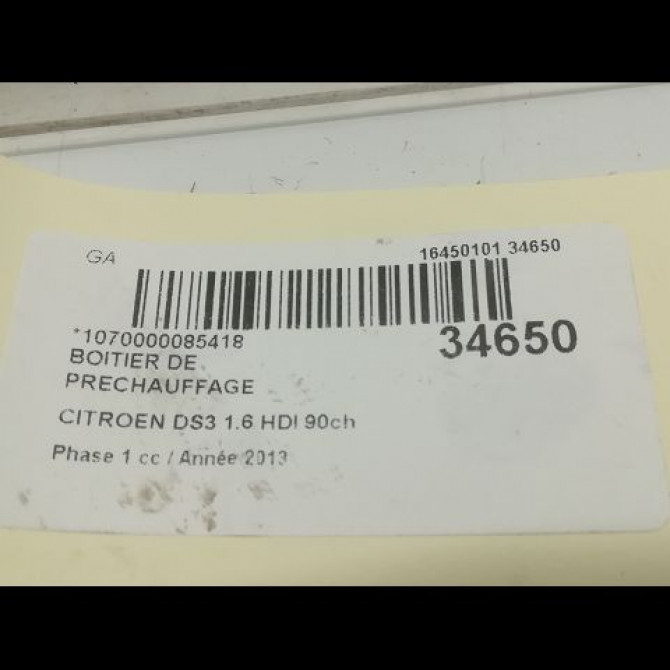 GA
16450101 34650
*1070000085418
34650
BOITIER DE
PRECHAUFFAGE
CITROEN DS3 1.6 HDI 90ch
Phase 1 cc / Année 2013